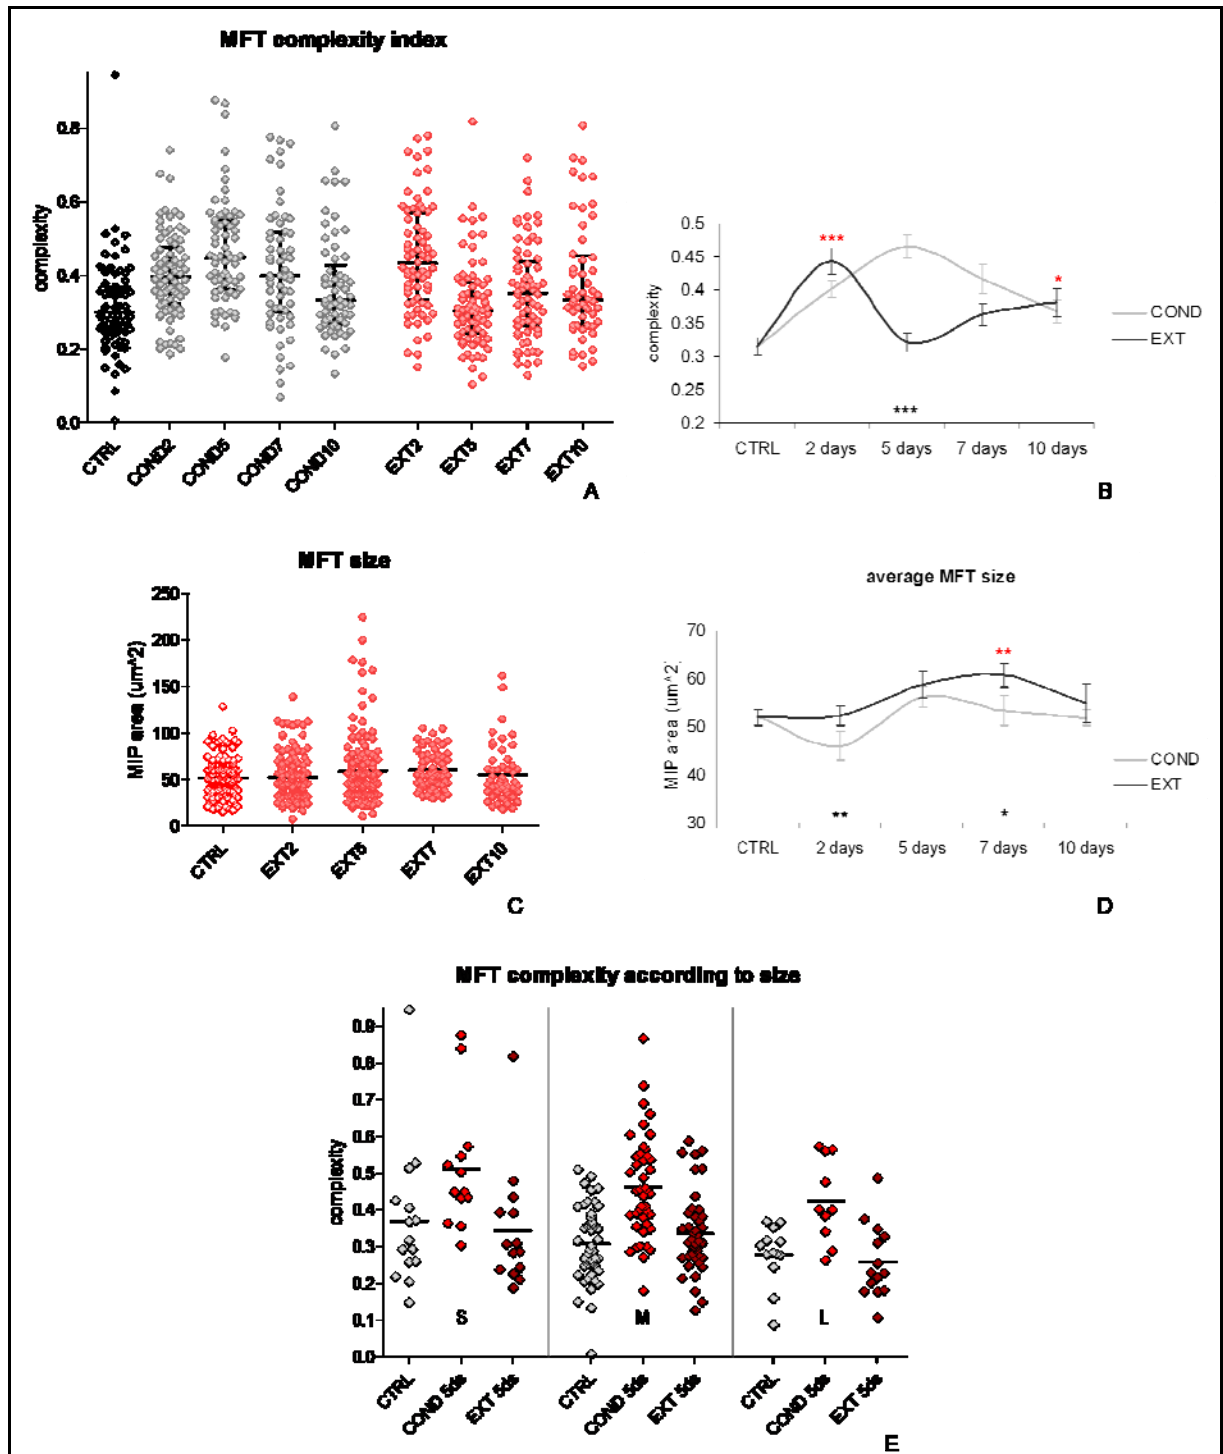 MFT complexity index
complexity
0.8
0.6
0.4
0.2
0.0
CTRL
COND2
COND5
COND7
COND10
EXT2
EXT5
EXT7
EXT10
A
complexity
0.5
0.45
0.4
0.35
0.3
0.25
0.2
***
*
***
CTRL
2 days
5 days
7 days
10 days
COND
EXT
B
MFT size
MIP area (um^2)
250
200
150
100
50
0
CTRL
EXT2
EXT5
EXT7
EXT10
C
average MFT size
MIP area (um^2)
70
60
50
40
30
**
**
*
CTRL
2 days
5 days
7 days
10 days
COND
EXT
D
MFT complexity according to size
complexity
0.9
0.8
0.7
0.6
0.5
0.4
0.3
0.2
0.1
0.0
S
M
L
CTRL
COND 5ds
EXT 5ds
CTRL
COND 5ds
EXT 5ds
CTRL
COND 5ds
EXT 5ds
E